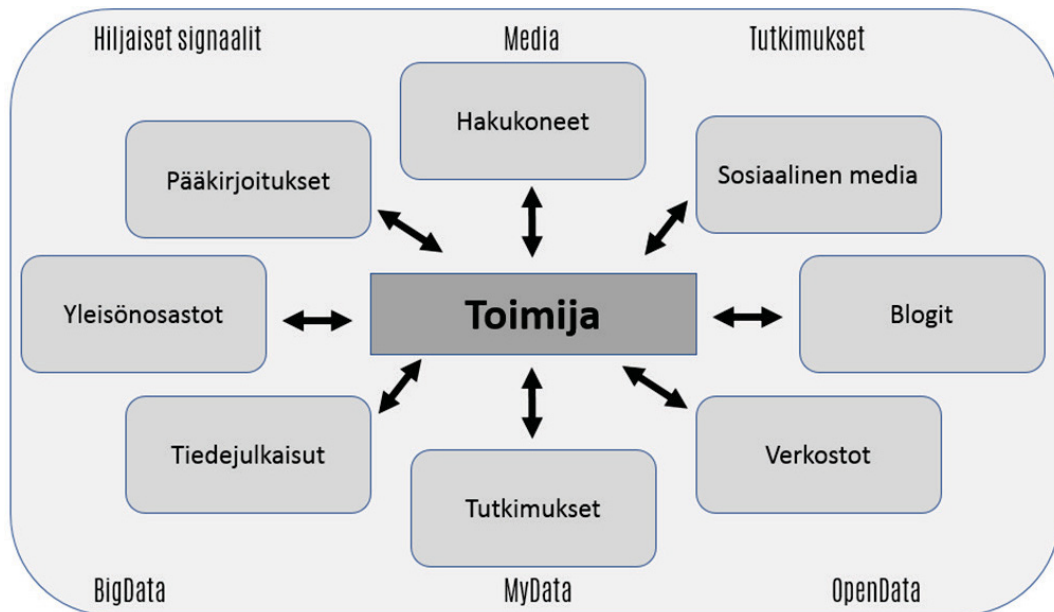 Hiljaiset signaalit
Media
Tutkimukset
Hakukoneet
Pääkirjoitukset
Sosiaalinen media
Yleisönosastot
Toimija
Blogit
Tiedejulkaisut
Verkostot
Tutkimukset
BigData
MyData
OpenData